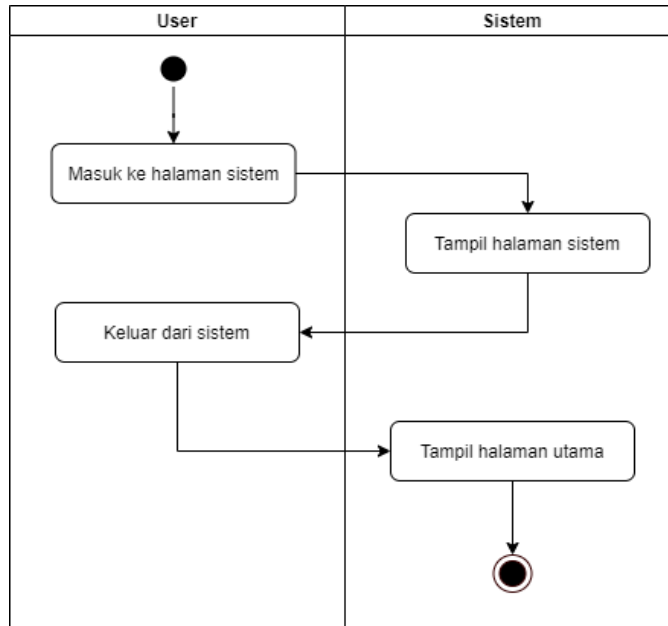 User
Sistem
Masuk ke halaman sistem
Tampil halaman sistem
Keluar dari sistem
Tampil halaman utama